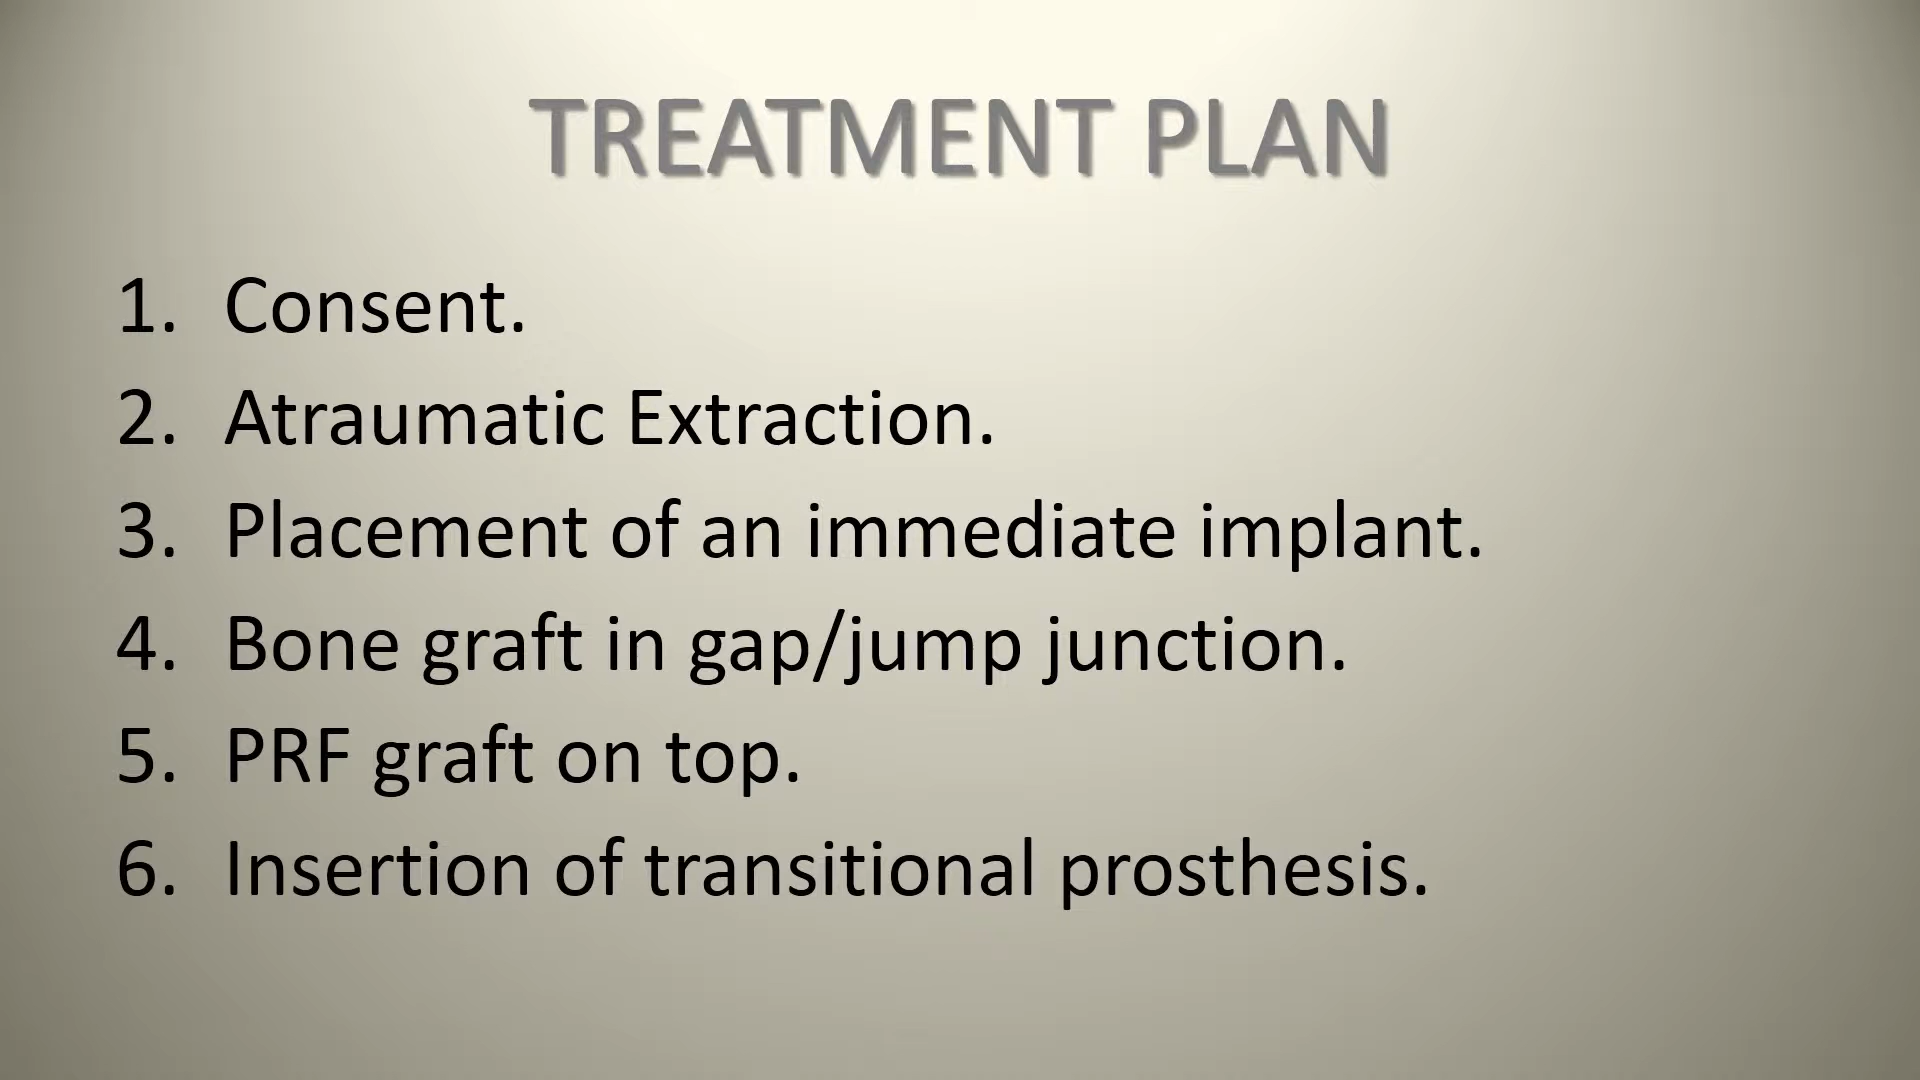 TREATMENT PLAN
1. Consent.
2. Atraumatic Extraction.
3. Placement of an immediate implant.
4. Bone graft in gap/jump junction.
5. PRF graft on top.
6. Insertion of transitional prosthesis.